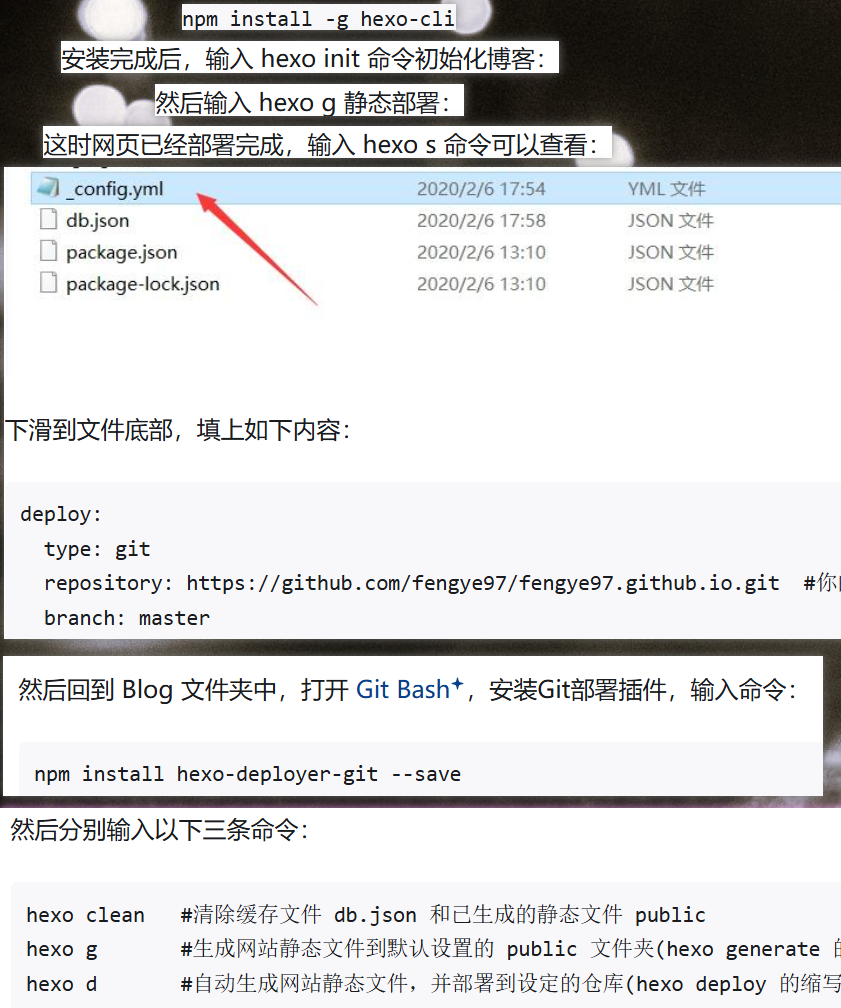 npm install -g hexo-cli
安装完成后，输入 hexo init 命令初始化博客：
然后输入 hexo g 静态部署：
这时网页已经部署完成，输入 hexo s 命令可以查看：
_config.yml 2020/2/6 17:54 YML 文件
db.json 2020/2/6 17:58 JSON 文件
package.json 2020/2/6 13:10 JSON 文件
package-lock.json 2020/2/6 13:10 JSON 文件
下滑到文件底部，填上如下内容：
deploy:
  type: git
  repository: https://github.com/fengye97/fengye97.github.io.git  #你
  branch: master
然后回到 Blog 文件夹中，打开 Git Bash，安装Git部署插件，输入命令：
npm install hexo-deployer-git --save
然后分别输入以下三条命令：
hexo clean   #清除缓存文件 db.json 和已生成的静态文件 public
hexo g       #生成网站静态文件到默认设置的 public 文件夹(hexo generate
hexo d       #自动生成网站静态文件，并部署到设定的仓库(hexo deploy 的缩写